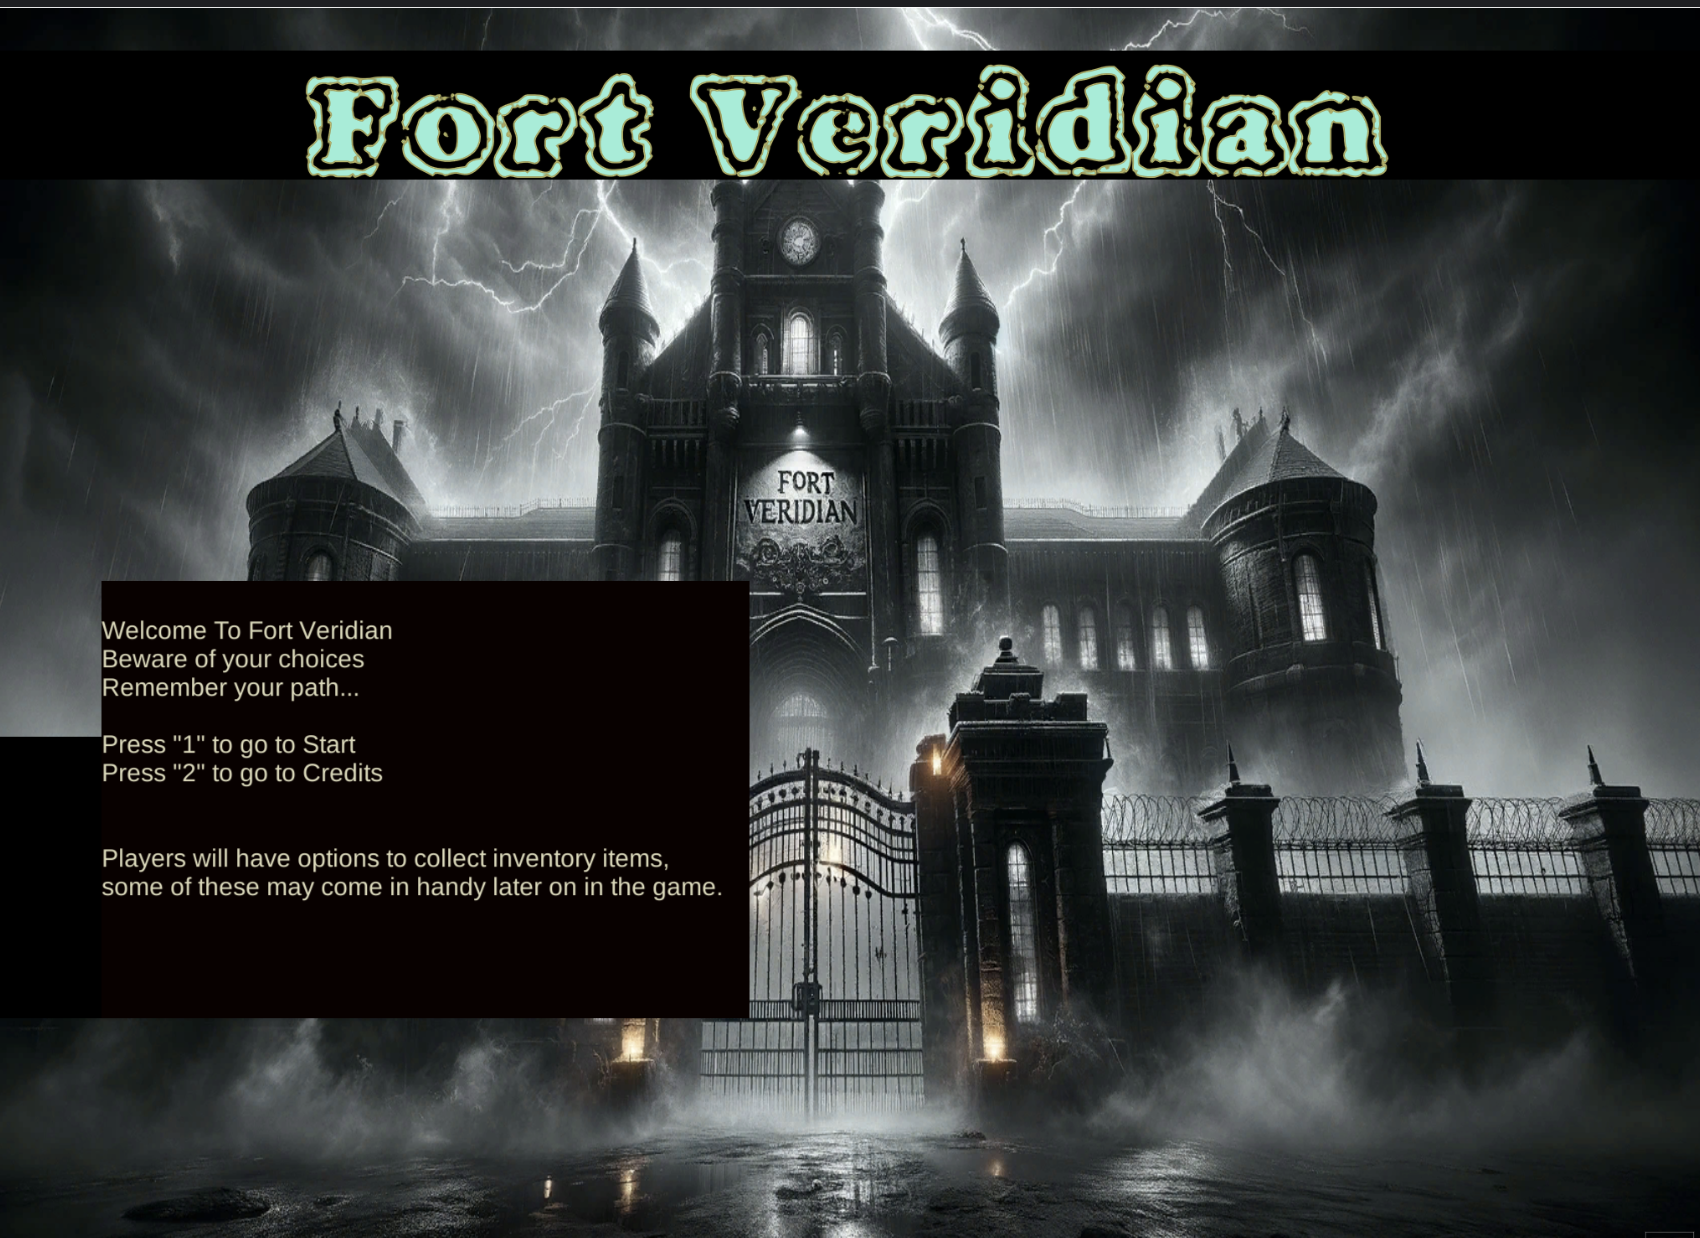 Fort Veridian
FORT
VERIDIAN
Welcome To Fort Veridian
Beware of your choices
Remember your path...
Press "1" to go to Start
Press "2" to go to Credits
Players will have options to collect inventory items,
some of these may come in handy later on in the game.